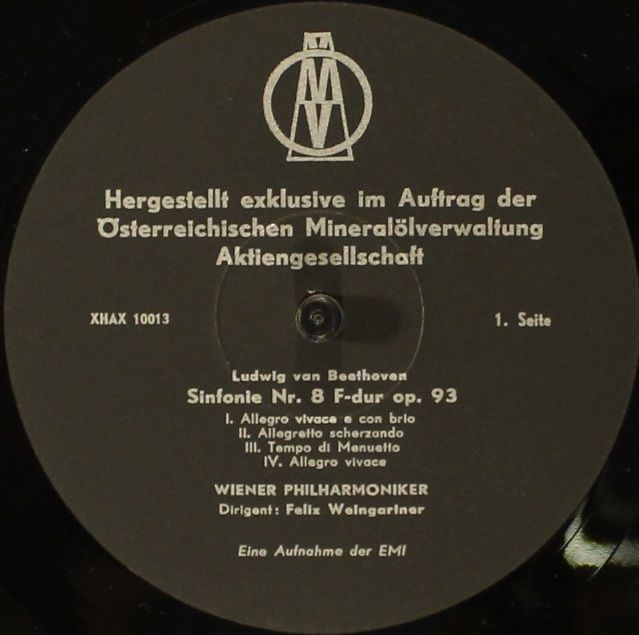 ÖMV
Hergestellt exklusive im Auftrag der
Österreichischen Mineralölverwaltung
Aktiengesellschaft
XHAX 10013
1. Seite
Ludwig van Beethoven
Sinfonie Nr. 8 F-dur op. 93
I. Allegro vivace e con brio
II. Allegretto scherzando
III. Tempo di Menuetto
IV. Allegro vivace
WIENER PHILHARMONIKER
Dirigent: Felix Weingartner
Eine Aufnahme der EMI